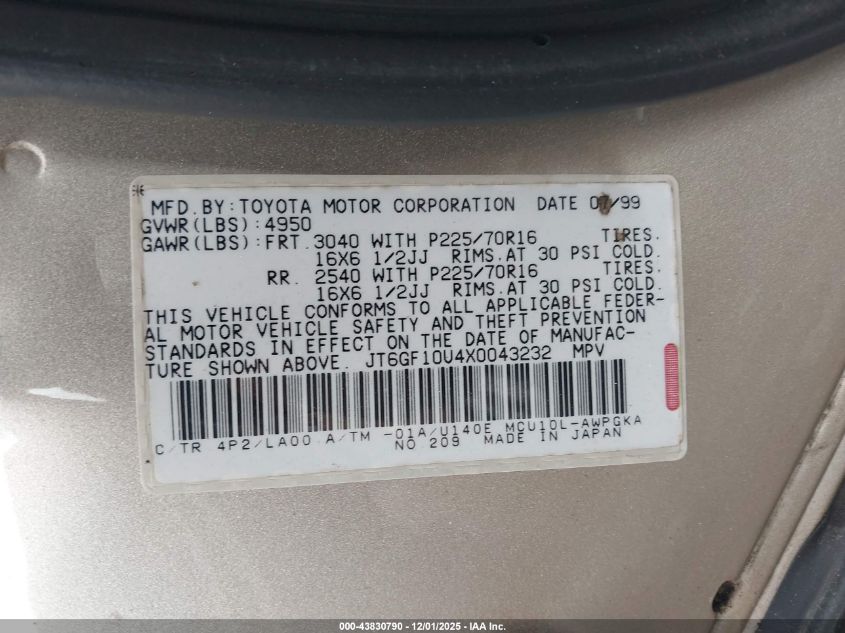 MFD.BY:TOYOTA MOTOR CORPORATION DATE 07/99
GVWR(LBS):4950
GAWR(LBS):FRT.3040 WITH P225/70R16 TIRES.
16X6 1/2JJ RIMS.AT 30 PSI COLD.
RR. 2540 WITH P225/70R16 TIRES.
16X6 1/2JJ RIMS.AT 30 PSI COLD.
THIS VEHICLE CONFORMS TO ALL APPLICABLE FEDER-
AL MOTOR VEHICLE SAFETY AND THEFT PREVENTION
STANDARDS IN EFFECT ON THE DATE OF MANUFAC-
TURE SHOWN ABOVE. JT6GF10U4X0043232 MPV
C/TR 4P2/LA00 A/TM -01A/U140E MCU10L-AWPGKA
NO 209 MADE IN JAPAN
000-43830790 - 12/01/2025 - IAA Inc.